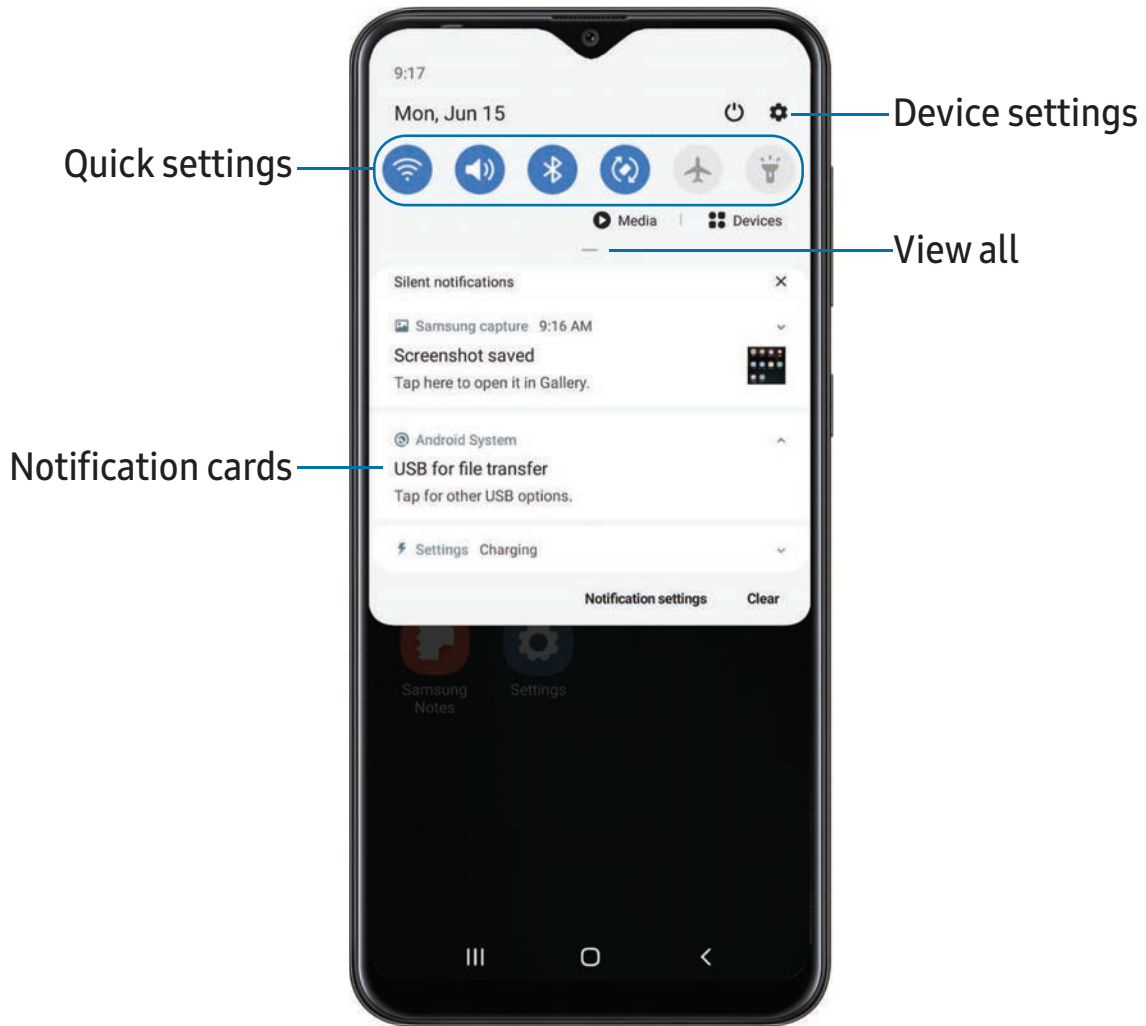 9:17
Mon, Jun 15
Device settings
Quick settings
Media
Devices
View all
Silent notifications
Samsung capture 9:16 AM
Screenshot saved
Tap here to open it in Gallery.
Android System
Notification cards
USB for file transfer
Tap for other USB options.
Settings Charging
Notification settings Clear
Samsung Settings
Notes